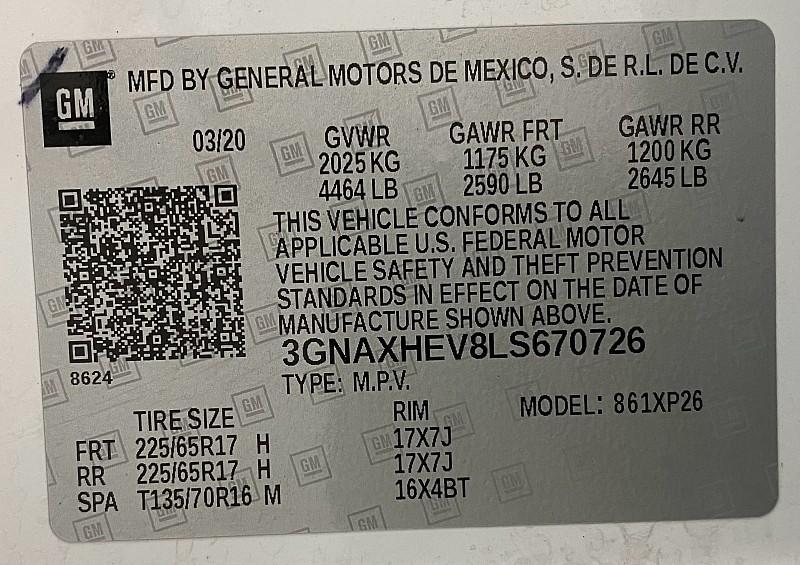 GM® MFD BY GENERAL MOTORS DE MEXICO, S. DE R.L. DE C.V.
03/20 GVWR GAWR FRT GAWR RR
2025 KG 1175 KG 1200 KG
4464 LB 2590 LB 2645 LB
THIS VEHICLE CONFORMS TO ALL
APPLICABLE U.S. FEDERAL MOTOR
VEHICLE SAFETY AND THEFT PREVENTION
STANDARDS IN EFFECT ON THE DATE OF
MANUFACTURE SHOWN ABOVE.
3GNAXHEV8LS670726
8624
TYPE: M.P.V.
TIRE SIZE RIM MODEL: 861XP26
FRT 225/65R17 H 17X7J
RR 225/65R17 H 17X7J
SPA T135/70R16 M 16X4BT